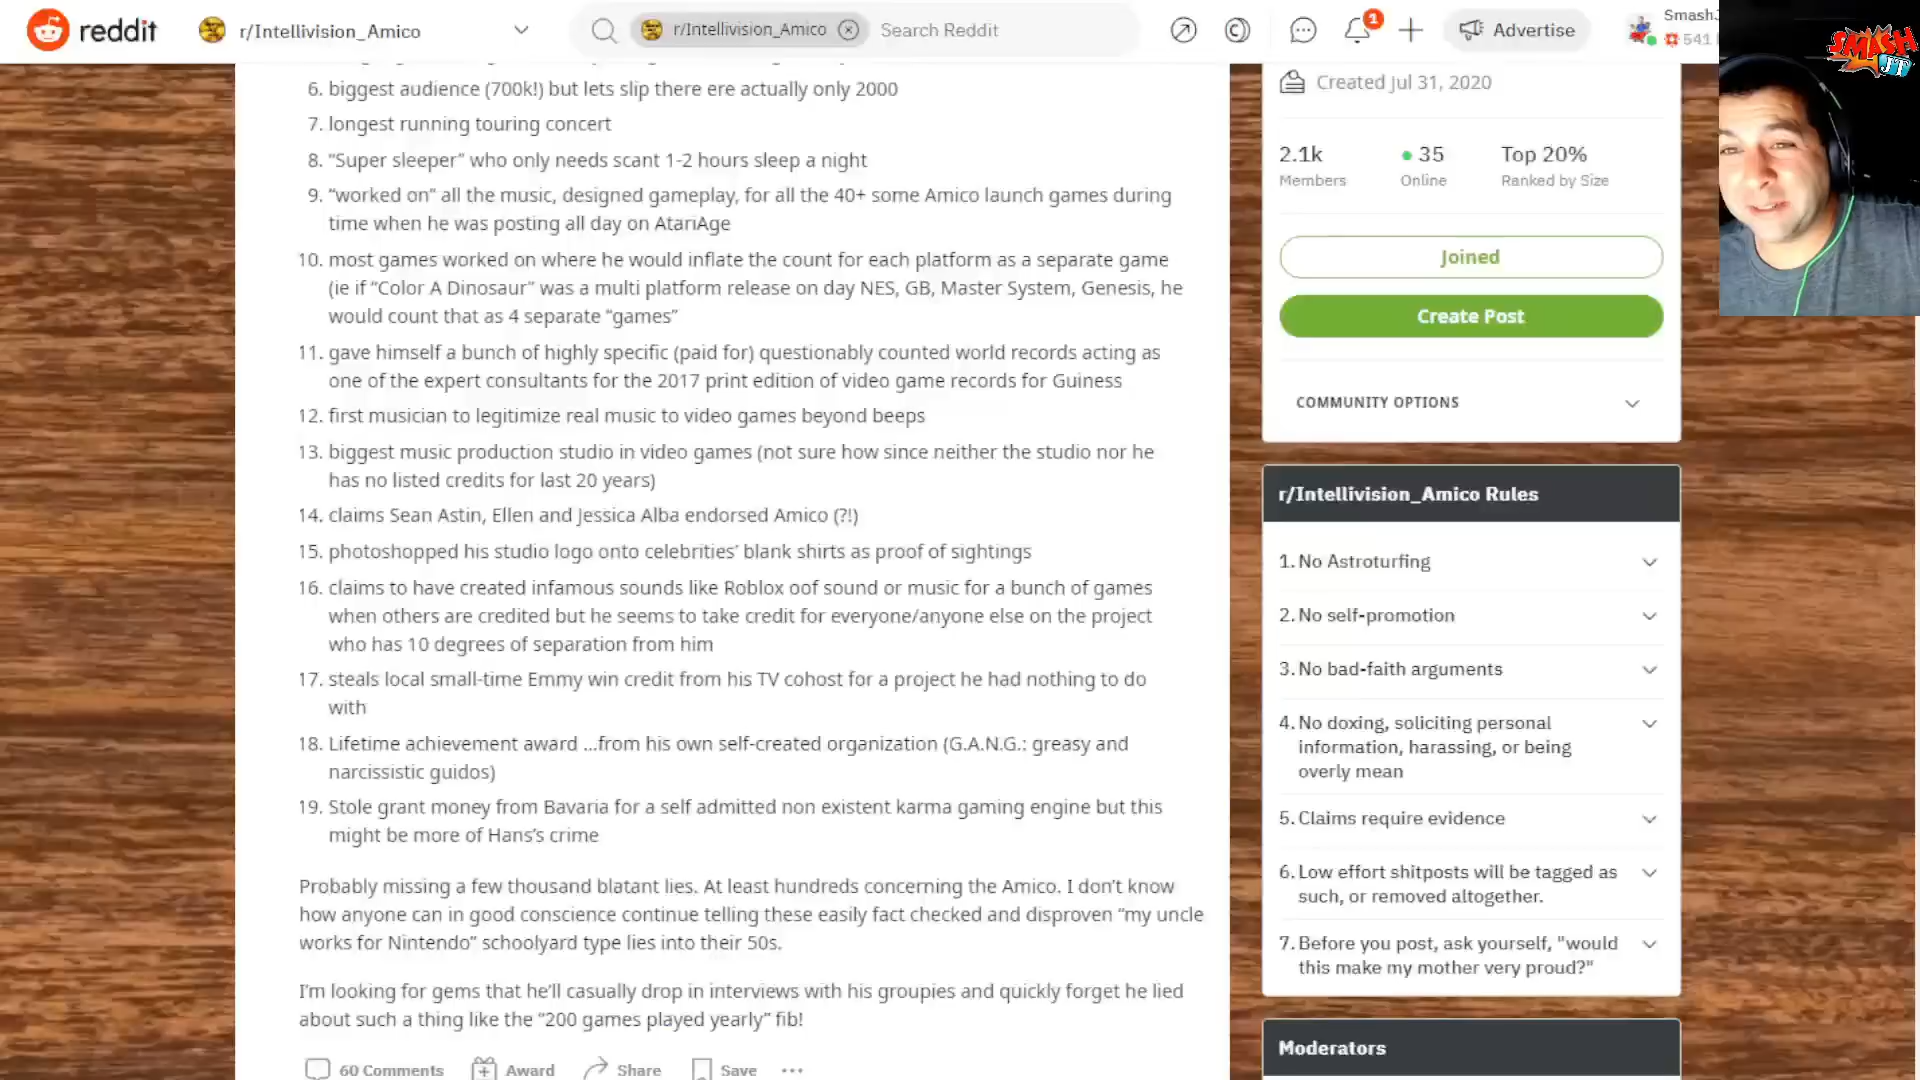 reddit
r/Intellivision_Amico
r/Intellivision_Amico
Search Reddit
1
Advertise
SmashJ
541
SMASH
JT
6. biggest audience (700k!) but lets slip there ere actually only 2000
7. longest running touring concert
8. “Super sleeper” who only needs scant 1-2 hours sleep a night
9. “worked on” all the music, designed gameplay, for all the 40+ some Amico launch games during
time when he was posting all day on AtariAge
10. most games worked on where he would inflate the count for each platform as a separate game
(ie if “Color A Dinosaur” was a multi platform release on day NES, GB, Master System, Genesis, he
would count that as 4 separate “games”
11. gave himself a bunch of highly specific (paid for) questionably counted world records acting as
one of the expert consultants for the 2017 print edition of video game records for Guiness
12. first musician to legitimize real music to video games beyond beeps
13. biggest music production studio in video games (not sure how since neither the studio nor he
has no listed credits for last 20 years)
14. claims Sean Astin, Ellen and Jessica Alba endorsed Amico (?!)
15. photoshopped his studio logo onto celebrities’ blank shirts as proof of sightings
16. claims to have created infamous sounds like Roblox oof sound or music for a bunch of games
when others are credited but he seems to take credit for everyone/anyone else on the project
who has 10 degrees of separation from him
17. steals local small-time Emmy win credit from his TV cohost for a project he had nothing to do
with
18. Lifetime achievement award ...from his own self-created organization (G.A.N.G.: greasy and
narcissistic guidos)
19. Stole grant money from Bavaria for a self admitted non existent karma gaming engine but this
might be more of Hans’s crime
Probably missing a few thousand blatant lies. At least hundreds concerning the Amico. I don’t know
how anyone can in good conscience continue telling these easily fact checked and disproven “my uncle
works for Nintendo” schoolyard type lies into their 50s.
I’m looking for gems that he’ll casually drop in interviews with his groupies and quickly forget he lied
about such a thing like the “200 games played yearly” fib!
60 Comments
Award
Share
Save
Created Jul 31, 2020
2.1k
Members
35
Online
Top 20%
Ranked by Size
Joined
Create Post
COMMUNITY OPTIONS
r/Intellivision_Amico Rules
1. No Astroturfing
2. No self-promotion
3. No bad-faith arguments
4. No doxing, soliciting personal
information, harassing, or being
overly mean
5. Claims require evidence
6. Low effort shitposts will be tagged as
such, or removed altogether.
7. Before you post, ask yourself, "would
this make my mother very proud?"
Moderators